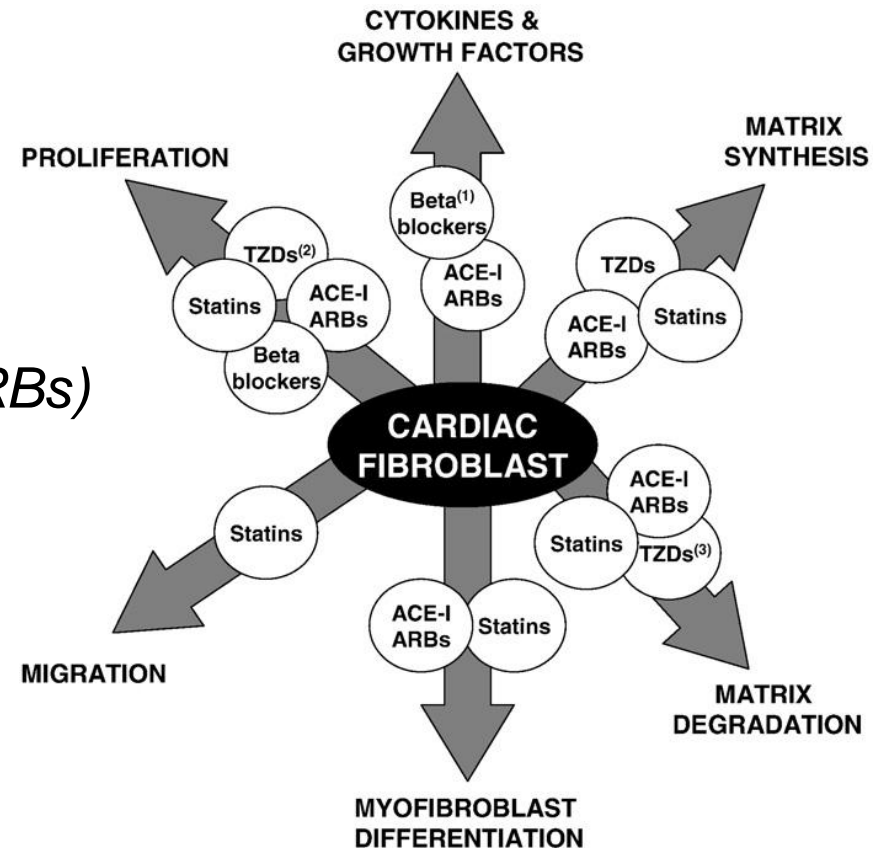 CYTOKINES &
GROWTH FACTORS
PROLIFERATION
MATRIX
SYNTHESIS
Beta(1)
blockers
ACE-I
ARBs
TZDs(2)
Statins
ACE-I
ARBs
Beta
blockers
TZDs
ACE-I
ARBs
Statins
RBs)
CARDIAC
FIBROBLAST
Statins
ACE-I
ARBs
Statins
TZDs(3)
ACE-I
ARBs
Statins
MIGRATION
MATRIX
DEGRADATION
MYOFIBROBLAST
DIFFERENTIATION